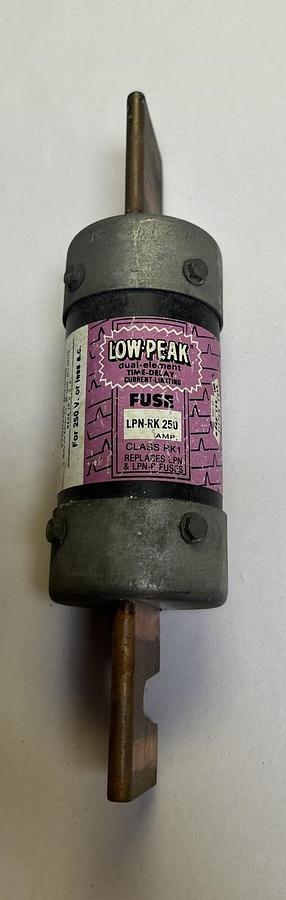 LOW-PEAK
dual-element
TIME-DELAY
CURRENT-LIMITING
FUSE
LPN-RK 250
AMP.
CLASS RK1
REPLACES LPN
& LPN-R FUSES
For 250 V. or less a.c.